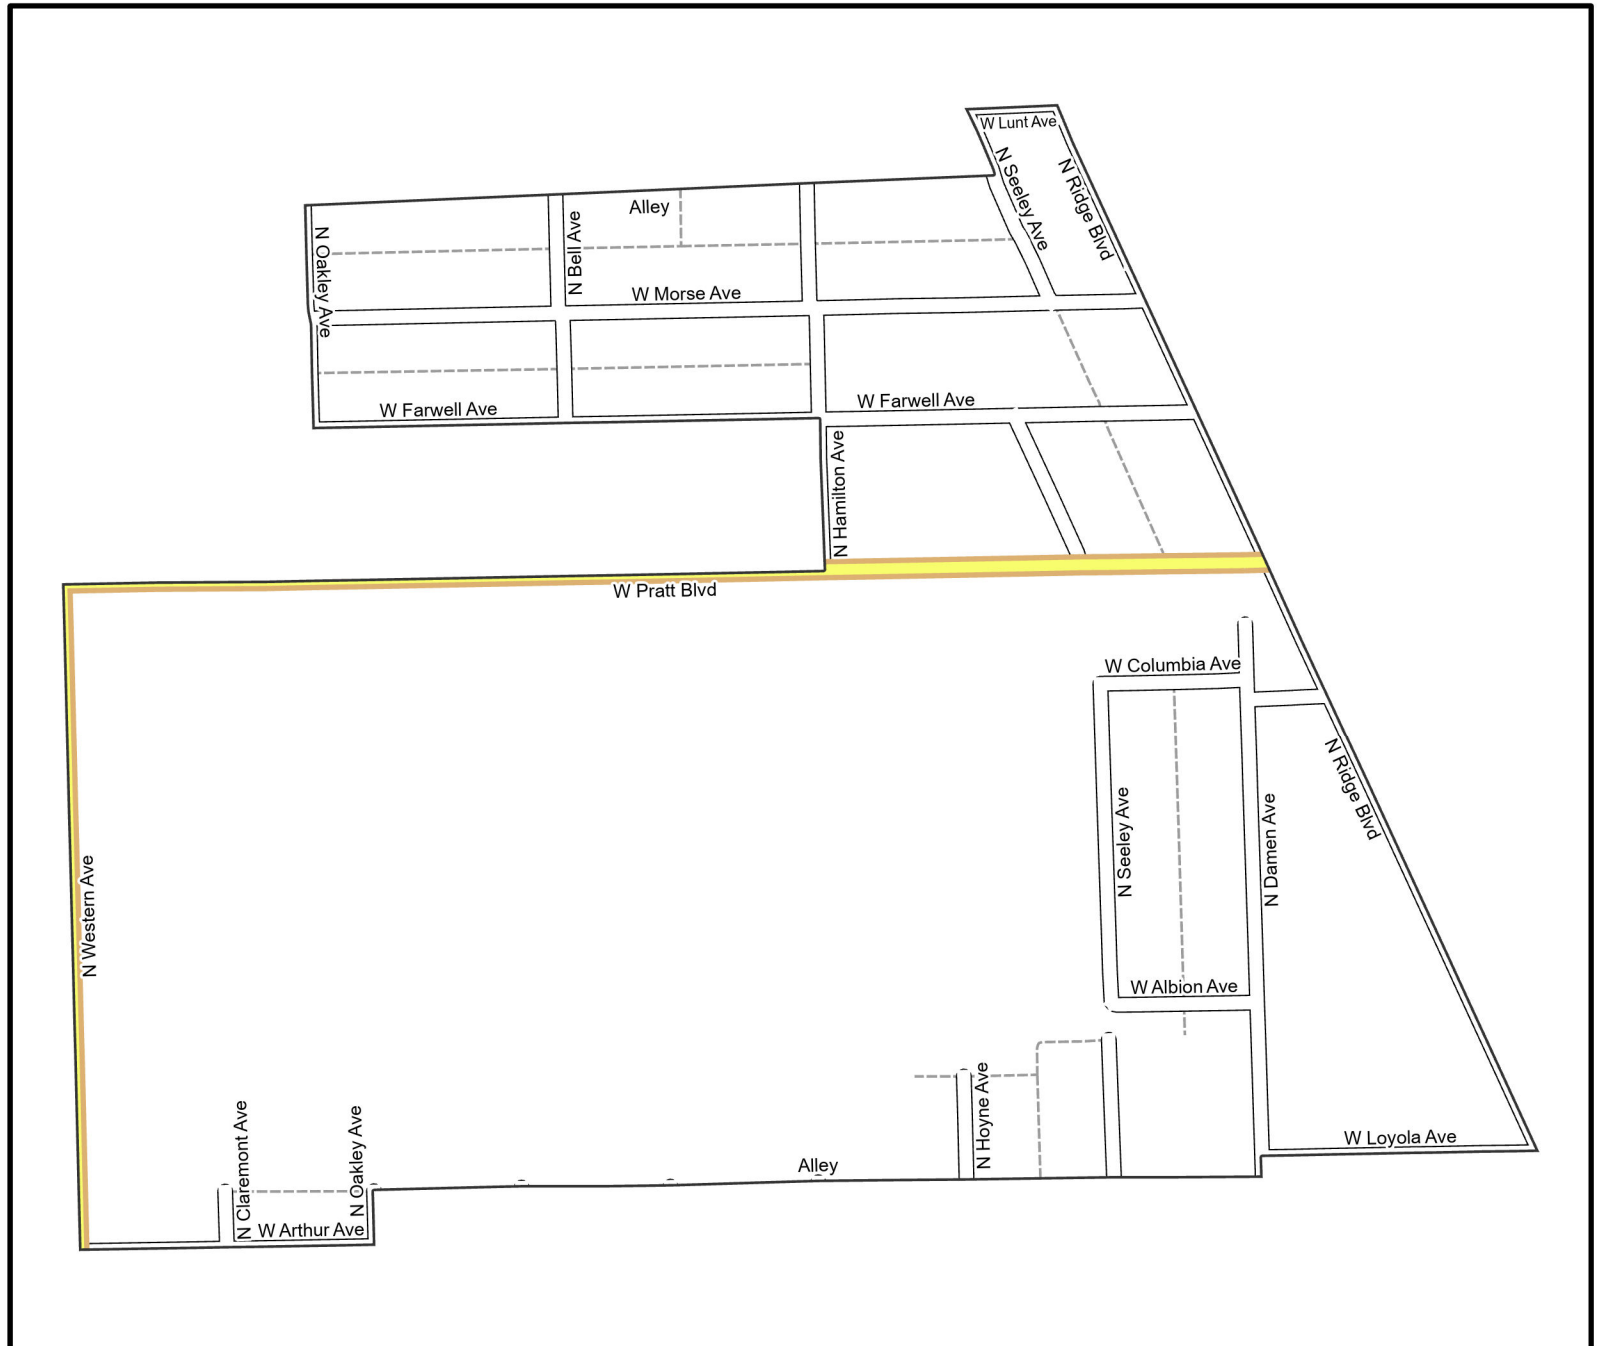 W Lunt Ave
N Seeley Ave
N Ridge Blvd
Alley
N Oakley Ave
N Bell Ave
W Morse Ave
W Farwell Ave
W Farwell Ave
N Hamilton Ave
W Pratt Blvd
W Columbia Ave
N Ridge Blvd
N Seeley Ave
N Damen Ave
N Western Ave
W Albion Ave
N Hoyne Ave
N Claremont Ave
N Oakley Ave
W Loyola Ave
Alley
W Arthur Ave